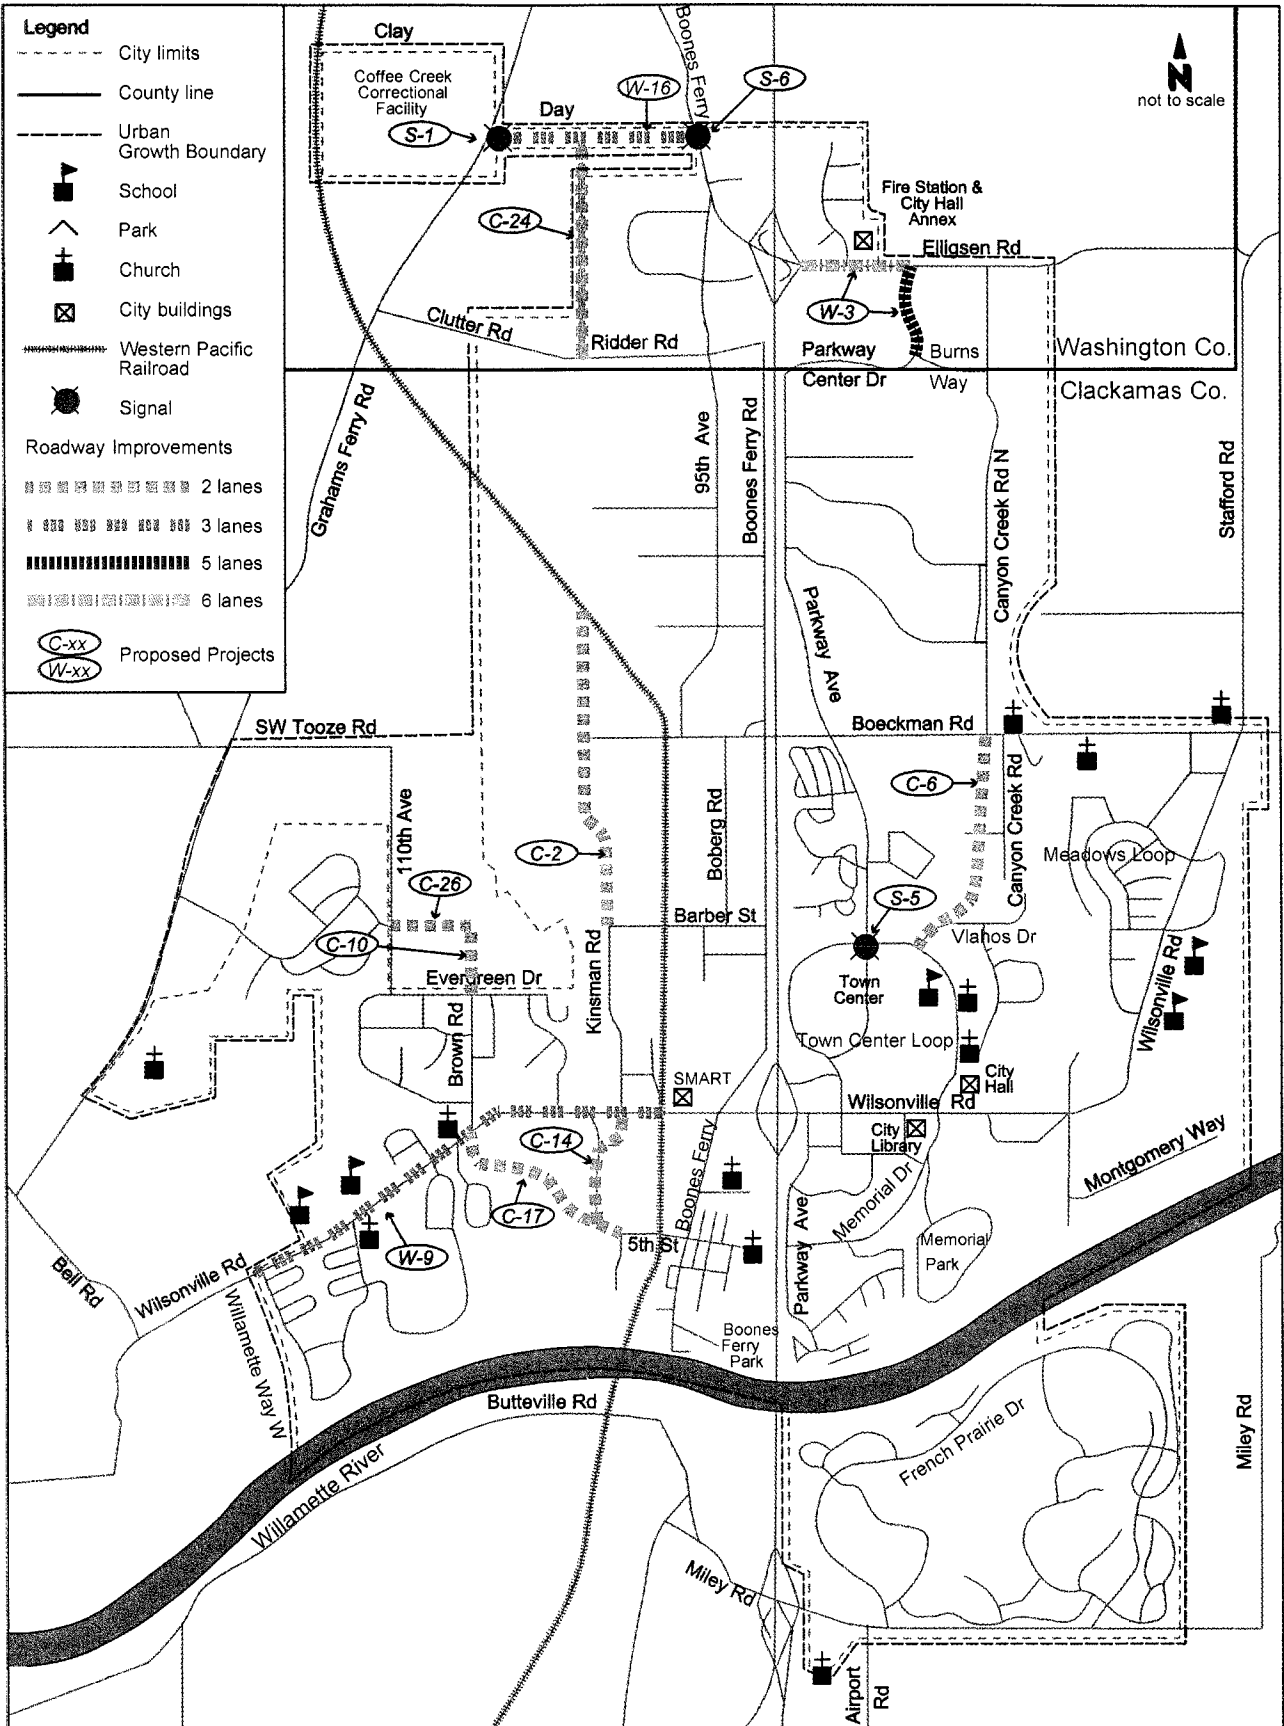 Legend
City limits
County line
Urban
Growth Boundary
School
Park
Church
City buildings
Western Pacific
Railroad
Signal
Roadway Improvements
2 lanes
3 lanes
5 lanes
6 lanes
C-xx
W-xx
Proposed Projects
Clay
Coffee Creek
Correctional
Facility
Boones Ferry
N
not to scale
W-16
S-6
S-1
Day
C-24
Fire Station &
City Hall
Annex
Elligsen Rd
W-3
Clutter Rd
Ridder Rd
Parkway
Center Dr
Burns
Way
Washington Co.
Clackamas Co.
Grahams Ferry Rd
95th Ave
Boones Ferry Rd
Canyon Creek Rd N
Stafford Rd
Parkway Ave
SW Tooze Rd
Boeckman Rd
110th Ave
C-2
Boberg Rd
C-6
Canyon Creek Rd
Meadows Loop
C-26
S-5
C-10
Barber St
Vlahos Dr
Evergreen Dr
Kinsman Rd
Town
Center
Wilsonville Rd
Brown Rd
Town Center Loop
SMART
City
Hall
Wilsonville Rd
C-14
City
Library
Boones Ferry
Montgomery Way
C-17
Memorial Dr
5th St
Parkway Ave
Memorial
Park
W-9
Bell Rd
Wilsonville Rd
Willamette Way W
Boones
Ferry
Park
Butteville Rd
Willamette River
French Prairie Dr
Miley Rd
Miley Rd
Airport
Rd